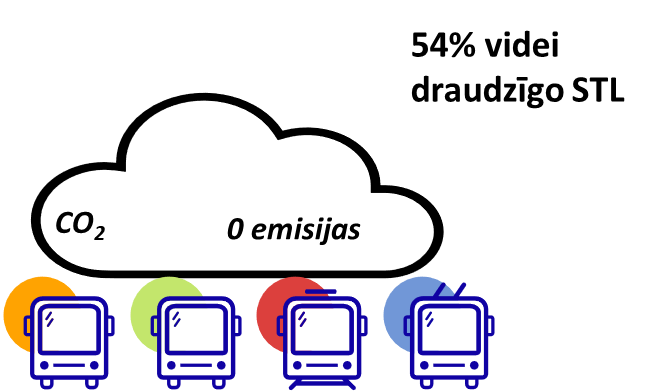 54% videi
draudzīgo STL
CO₂
0 emisijas